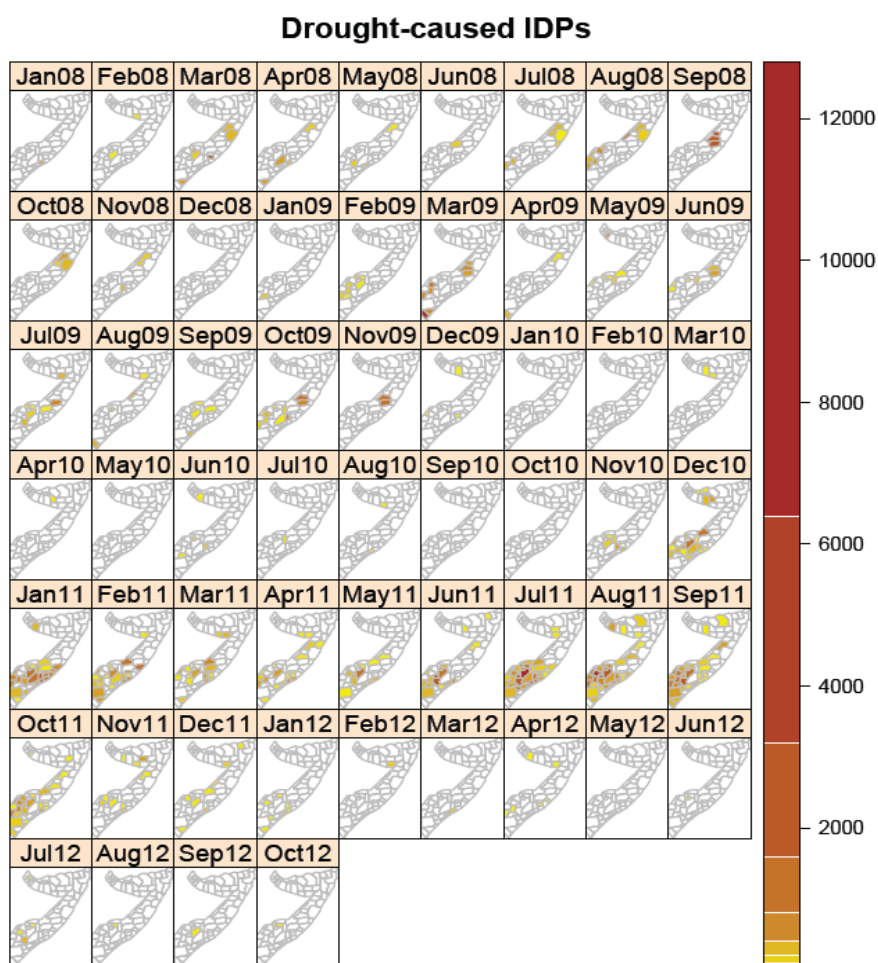 Drought-caused IDPs
Jan08 Feb08 Mar08 Apr08 May08 Jun08 Jul08 Aug08 Sep08
Oct08 Nov08 Dec08 Jan09 Feb09 Mar09 Apr09 May09 Jun09
Jul09 Aug09 Sep09 Oct09 Nov09 Dec09 Jan10 Feb10 Mar10
Apr10 May10 Jun10 Jul10 Aug10 Sep10 Oct10 Nov10 Dec10
Jan11 Feb11 Mar11 Apr11 May11 Jun11 Jul11 Aug11 Sep11
Oct11 Nov11 Dec11 Jan12 Feb12 Mar12 Apr12 May12 Jun12
Jul12 Aug12 Sep12 Oct12
12000
10000
8000
6000
4000
2000